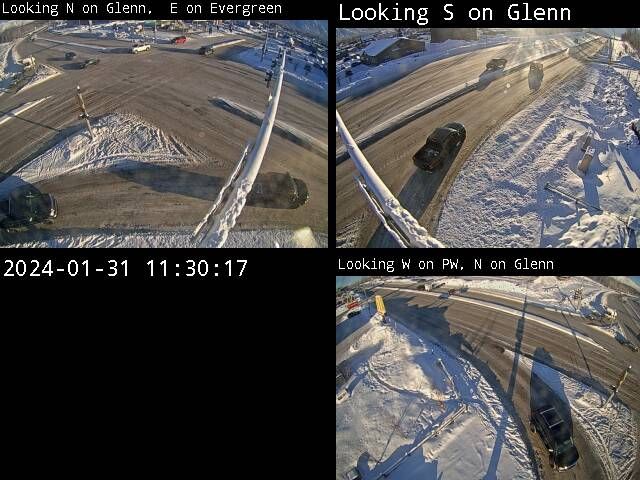 Looking N on Glenn,  E on Evergreen
Looking S on Glenn
2024-01-31 11:30:17
Looking W on PW, N on Glenn